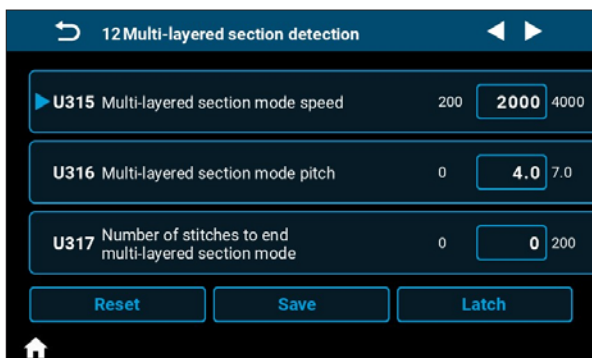 12 Multi-layered section detection
U315 Multi-layered section mode speed 200 2000 4000
U316 Multi-layered section mode pitch 0 4.0 7.0
U317 Number of stitches to end
multi-layered section mode 0 0 200
Reset Save Latch